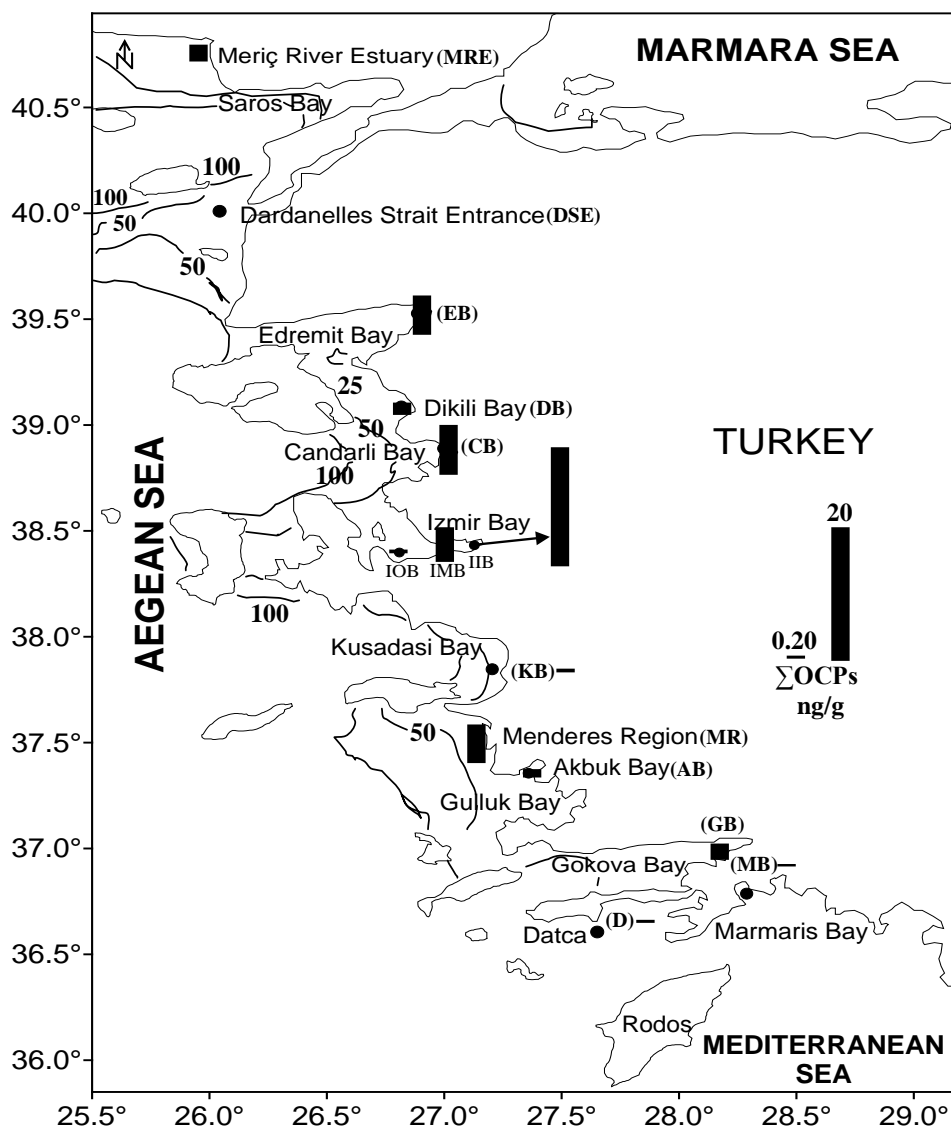 MARMARA SEA
N
Meriç River Estuary (MRE)
40.5°
Saros Bay
100
100
40.0°
50
Dardanelles Strait Entrance (DSE)
50
39.5°
(EB)
Edremit Bay
25
39.0°
Dikili Bay (DB)
50
(CB)
Candarli Bay
TURKEY
100
AEGEAN SEA
38.5°
Izmir Bay
20
IOB
IMB
IIB
100
38.0°
Kusadasi Bay
(KB)
0.20
∑OCPs
ng/g
37.5°
50
Menderes Region (MR)
Akbuk Bay (AB)
Gulluk Bay
(GB)
37.0°
Gokova Bay
(MB)
(D)
Datca
Marmaris Bay
36.5°
Rodos
36.0°
MEDITERRANEAN
SEA
25.5° 26.0° 26.5° 27.0° 27.5° 28.0° 28.5° 29.0°